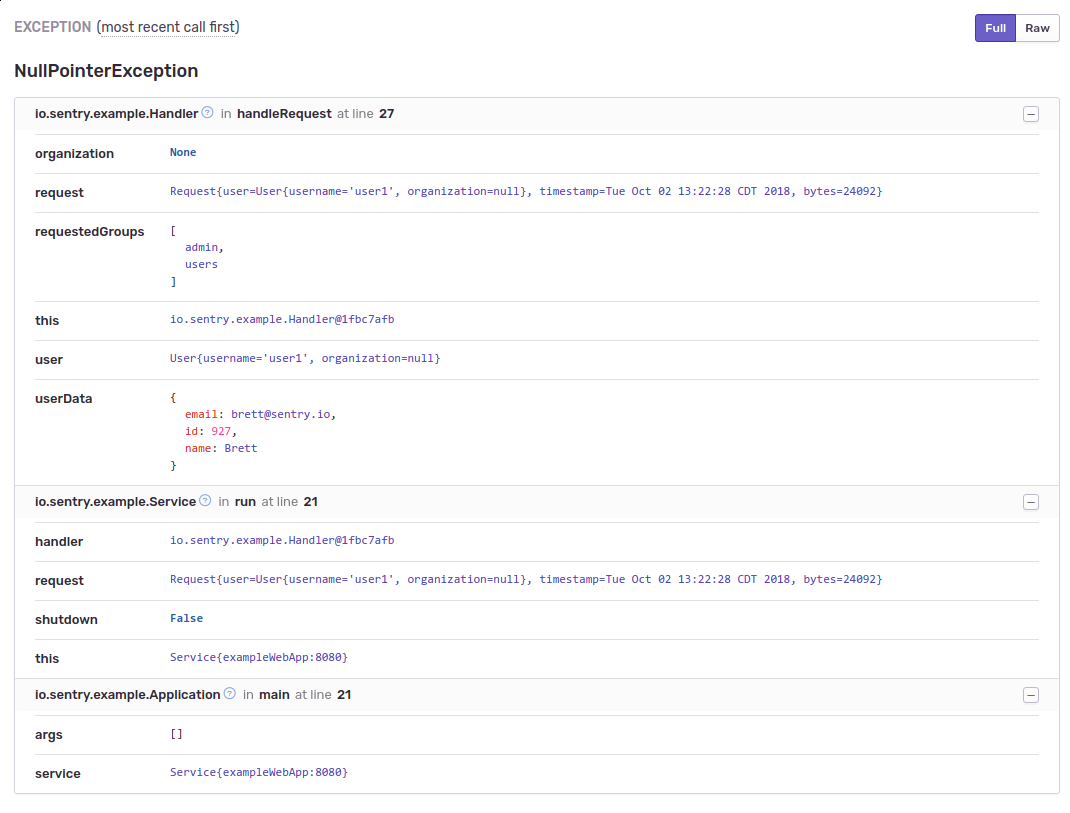 EXCEPTION (most recent call first)
Full Raw
NullPointerException
io.sentry.example.Handler ? in handleRequest at line 27
organization None
request Request{user=User{username='user1', organization=null}, timestamp=Tue Oct 02 13:22:28 CDT 2018, bytes=24092}
requestedGroups [
admin,
users
]
this io.sentry.example.Handler@1fbc7afb
user User{username='user1', organization=null}
userData {
email: brett@sentry.io,
id: 927,
name: Brett
}
io.sentry.example.Service ? in run at line 21
handler io.sentry.example.Handler@1fbc7afb
request Request{user=User{username='user1', organization=null}, timestamp=Tue Oct 02 13:22:28 CDT 2018, bytes=24092}
shutdown False
this Service{exampleWebApp:8080}
io.sentry.example.Application ? in main at line 21
args []
service Service{exampleWebApp:8080}